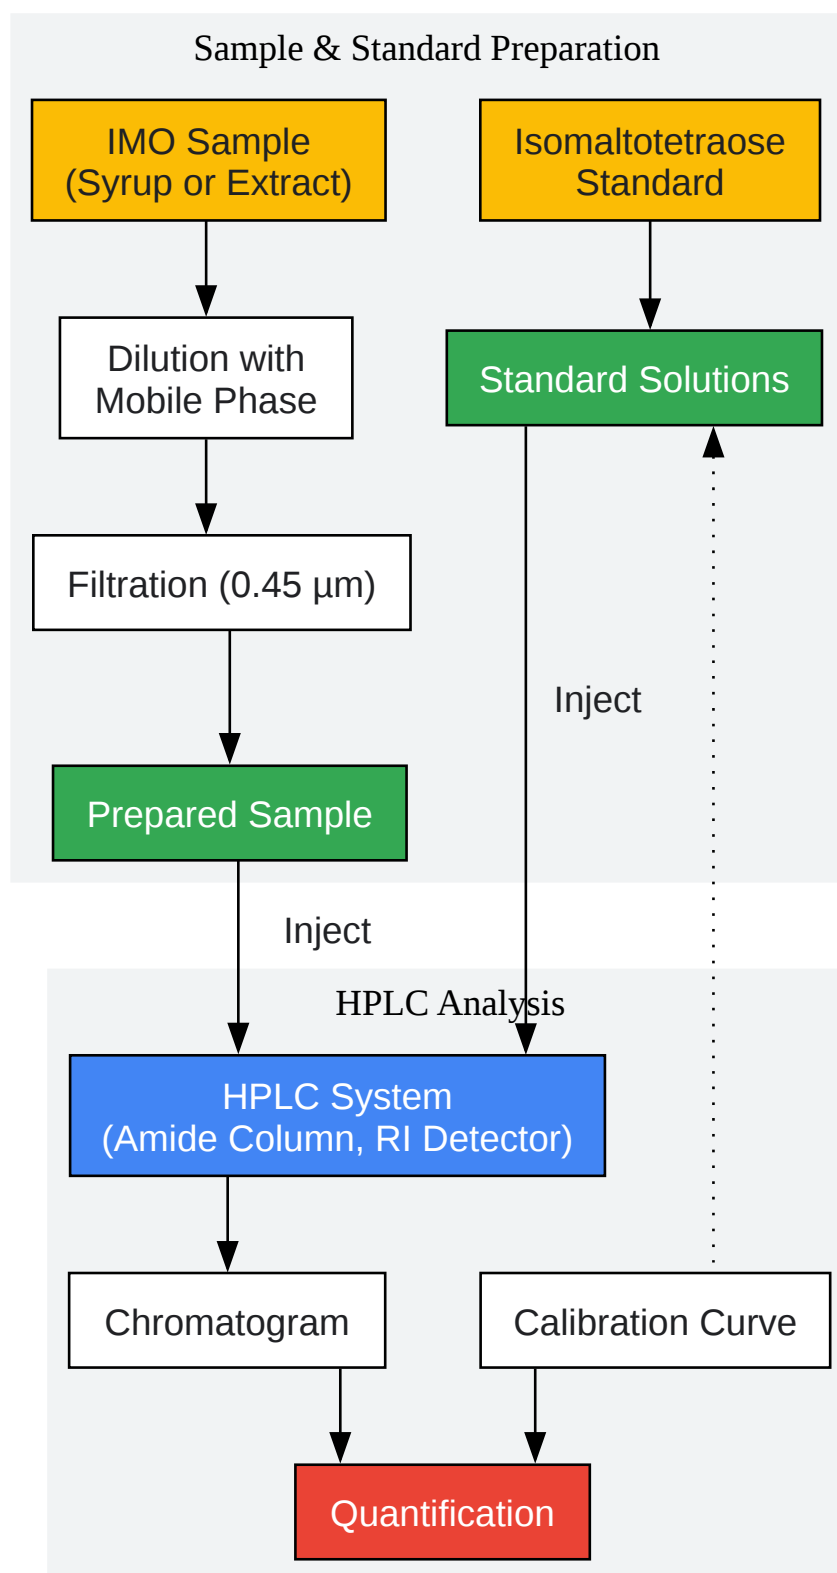 Sample & Standard Preparation
IMO Sample
(Syrup or Extract)
Isomaltotetraose
Standard
Dilution with
Mobile Phase
Standard Solutions
Filtration (0.45 µm)
Inject
Prepared Sample
Inject
HPLC Analysis
HPLC System
(Amide Column, RI Detector)
Chromatogram
Calibration Curve
Quantification